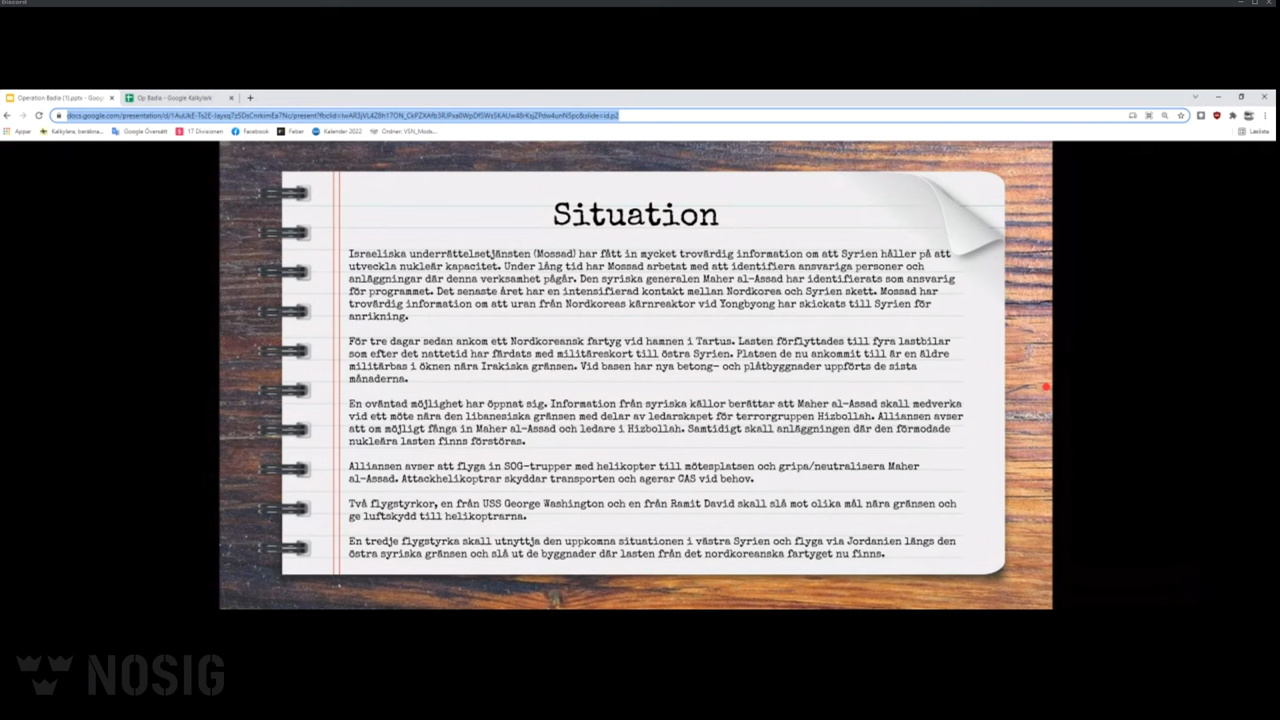 Discord
Operation Badia (1).pptx - Goog
Op Badia - Google Kalkylark
Appar
Kalkylera, beräkna...
Google Översätt
17 Divisionen
Facebook
Feber
Kalender 2022
Ordner: VSN_Mods...
Läslista
Situation
Israeliska underrättelsetjänsten (Mossad) har fått in mycket trovärdig information om att Syrien håller på att
utveckla nukleär kapacitet. Under lång tid har Mossad arbetat med att identifiera ansvariga personer och
anläggningar där denna verksamhet pågår. Den syriska generalen Maher al-Assad har identifierats som ansvarig
för programmet. Det senaste året har en intensifierad kontakt mellan Nordkorea och Syrien skett. Mossad har
trovärdig information om att uran från Nordkoreas kärnreaktor vid Yongbyong har skickats till Syrien för
anrikning.
För tre dagar sedan ankom ett Nordkoreansk fartyg vid hamnen i Tartus. Lasten förflyttades till fyra lastbilar
som efter det nattetid har färdats med militäreskort till östra Syrien. Platsen de nu ankommit till är en äldre
militärbas i öknen nära Irakiska gränsen. Vid basen har nya betong- och plåtbyggnader uppförts de sista
månaderna.
En oväntad möjlighet har öppnat sig. Information från syriska källor berättar att Maher al-Assad skall medverka
vid ett möte nära den libanesiska gränsen med delar av ledarskapet för terrorgruppen Hizbollah. Alliansen avser
att om möjligt fånga in Maher al-Assad och ledare i Hizbollah. Samtidigt skall anläggningen där den förmodade
nukleära lasten finns förstöras.
Alliansen avser att flyga in SOG-trupper med helikopter till mötesplatsen och gripa/neutralisera Maher
al-Assad. Attackhelikoptrar skyddar transporten och agerar CAS vid behov.
Två flygstyrkor, en från USS George Washington och en från Ramit David skall slå mot olika mål nära gränsen och
ge luftskydd till helikoptrarna.
En tredje flygstyrka skall utnyttja den uppkomna situationen i västra Syrien och flyga via Jordanien längs den
östra syriska gränsen och slå ut de byggnader där lasten från det nordkoreanska fartyget nu finns.
NOSIG